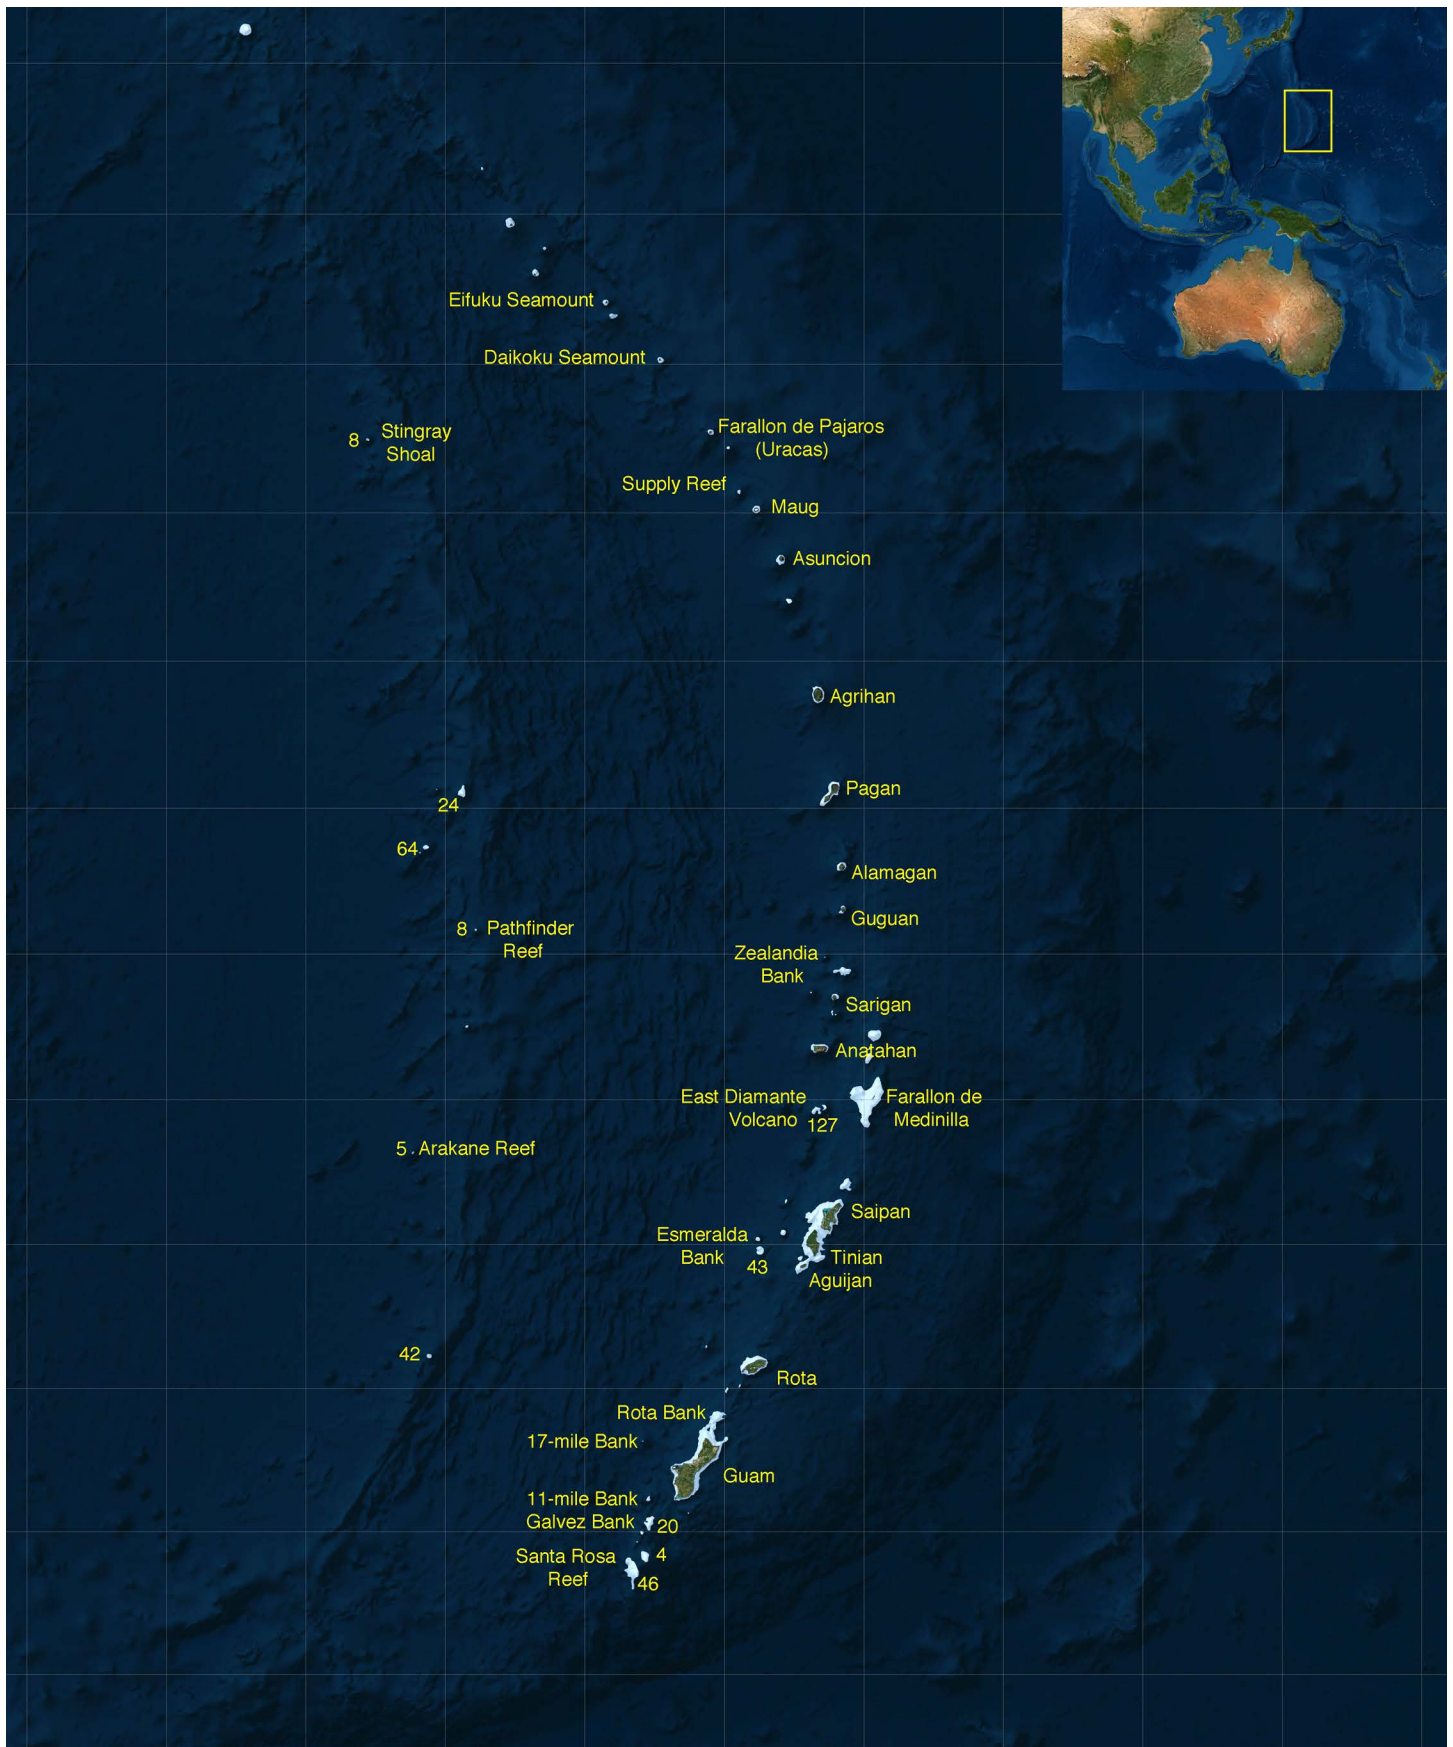 Eifuku Seamount
Daikoku Seamount
8
Stingray
Shoal
Farallon de Pajaros
(Uracas)
Supply Reef
Maug
Asuncion
Agrihan
Pagan
24
64
Alamagan
Guguan
8
Pathfinder
Reef
Zealandia
Bank
Sarigan
Anatahan
East Diamante
Volcano
127
Farallon de
Medinilla
5
Arakane Reef
Saipan
Esmeralda
Bank
43
Tinian
Aguijan
42
Rota
Rota Bank
17-mile Bank
Guam
11-mile Bank
Galvez Bank
20
Santa Rosa
Reef
4
46